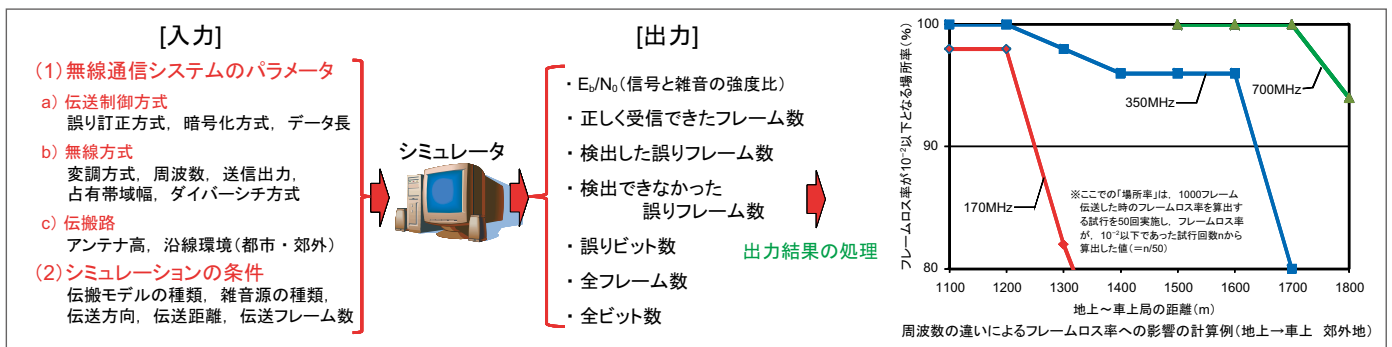 [入力]
(1)無線通信システムのパラメータ
a) 伝送制御方式
誤り訂正方式，暗号化方式，データ長
b) 無線方式
変調方式，周波数，送信出力，
占有帯域幅，ダイバーシチ方式
c) 伝搬路
アンテナ高，沿線環境(都市・郊外)
(2)シミュレーションの条件
伝搬モデルの種類，雑音源の種類，
伝送方向，伝送距離，伝送フレーム数
シミュレータ
[出力]
・Eb/N0(信号と雑音の強度比)
・正しく受信できたフレーム数
・検出した誤りフレーム数
・検出できなかった
誤りフレーム数
・誤りビット数
・全フレーム数
・全ビット数
出力結果の処理
フレームロス率が10⁻²以下となる場所率(%)
100
90
80
700MHz
350MHz
170MHz
※ここでの「場所率」は，1000フレーム
伝送した時のフレームロス率を算出す
る試行を50回実施し，フレームロス率
が，10⁻²以下であった試行回数nから
算出した値(＝n/50)
1100 1200 1300 1400 1500 1600 1700 1800
地上～車上局の距離(m)
周波数の違いによるフレームロス率への影響の計算例(地上→車上 郊外地)